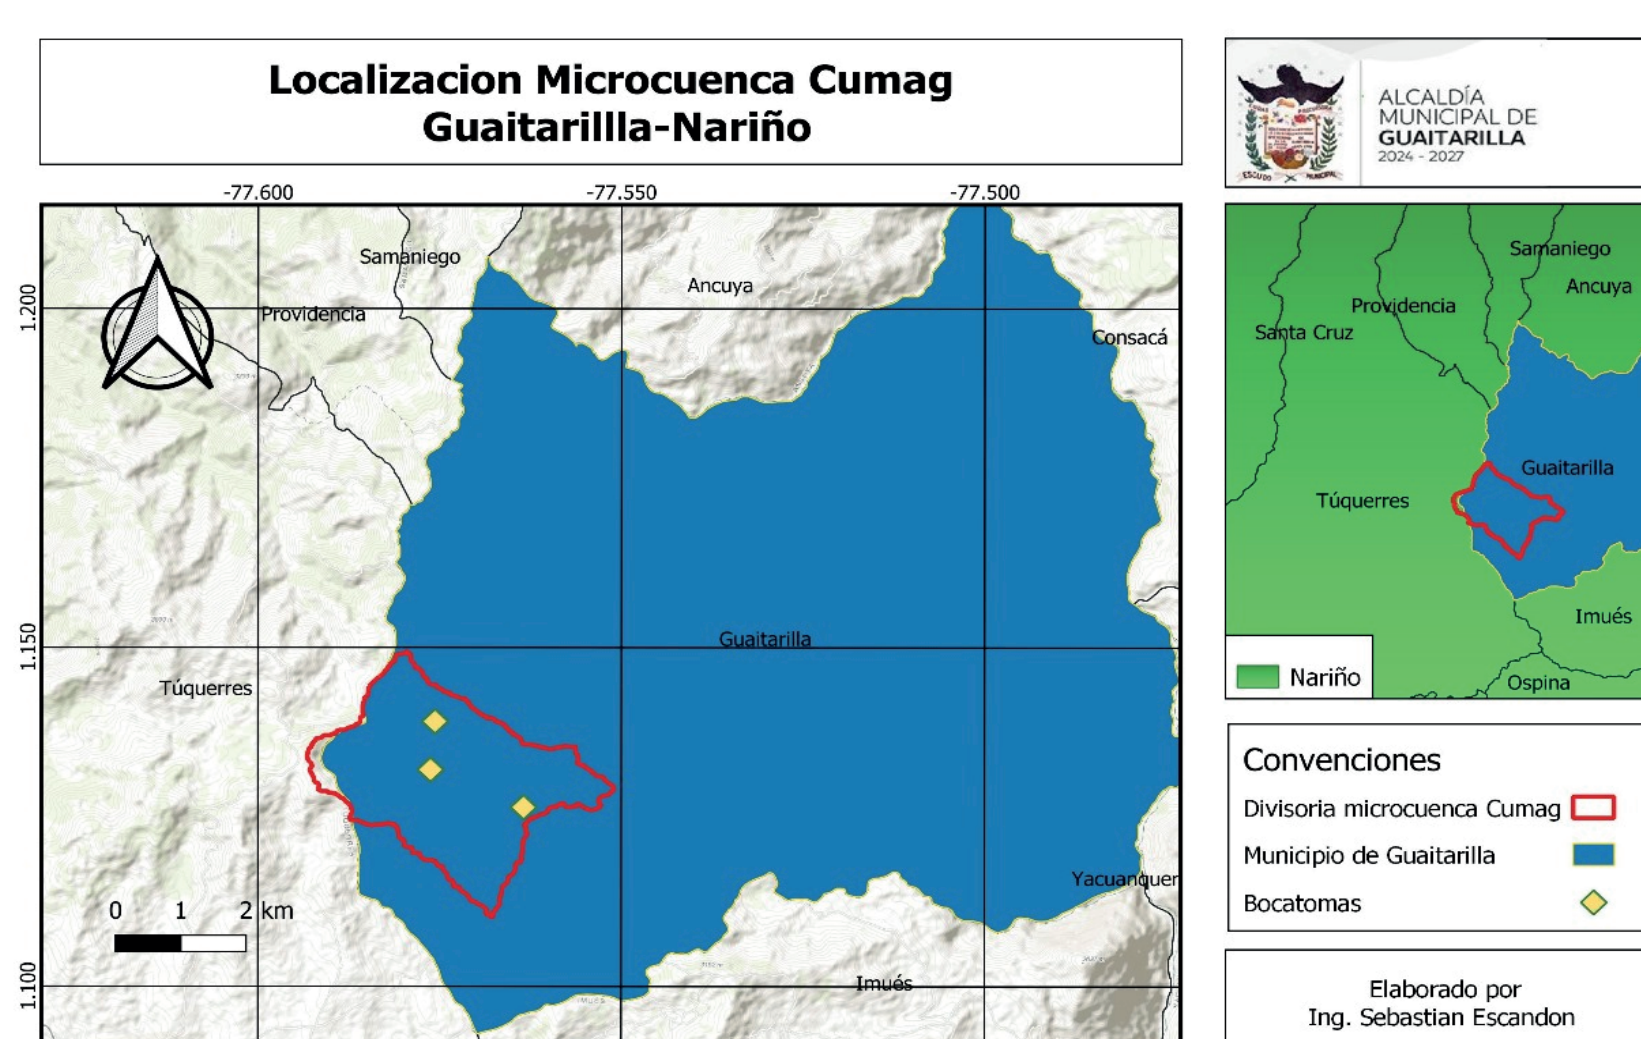 Localizacion Microcuenca Cumag
Guaitarillla-Nariño
ALCALDÍA
MUNICIPAL DE
GUAITARILLA
2024 - 2027
ESCUDO MUNICIPAL
-77.600
-77.550
-77.500
1.200
1.150
1.100
Samaniego
Ancuya
Providencia
Consacá
Guaitarilla
Túquerres
Yacuanquer
Imués
IMUÉS
0 1 2 km
Samaniego
Ancuya
Providencia
Santa Cruz
Guaitarilla
Túquerres
Imués
Ospina
Nariño
Convenciones
Divisoria microcuenca Cumag
Municipio de Guaitarilla
Bocatomas
Elaborado por
Ing. Sebastian Escandon